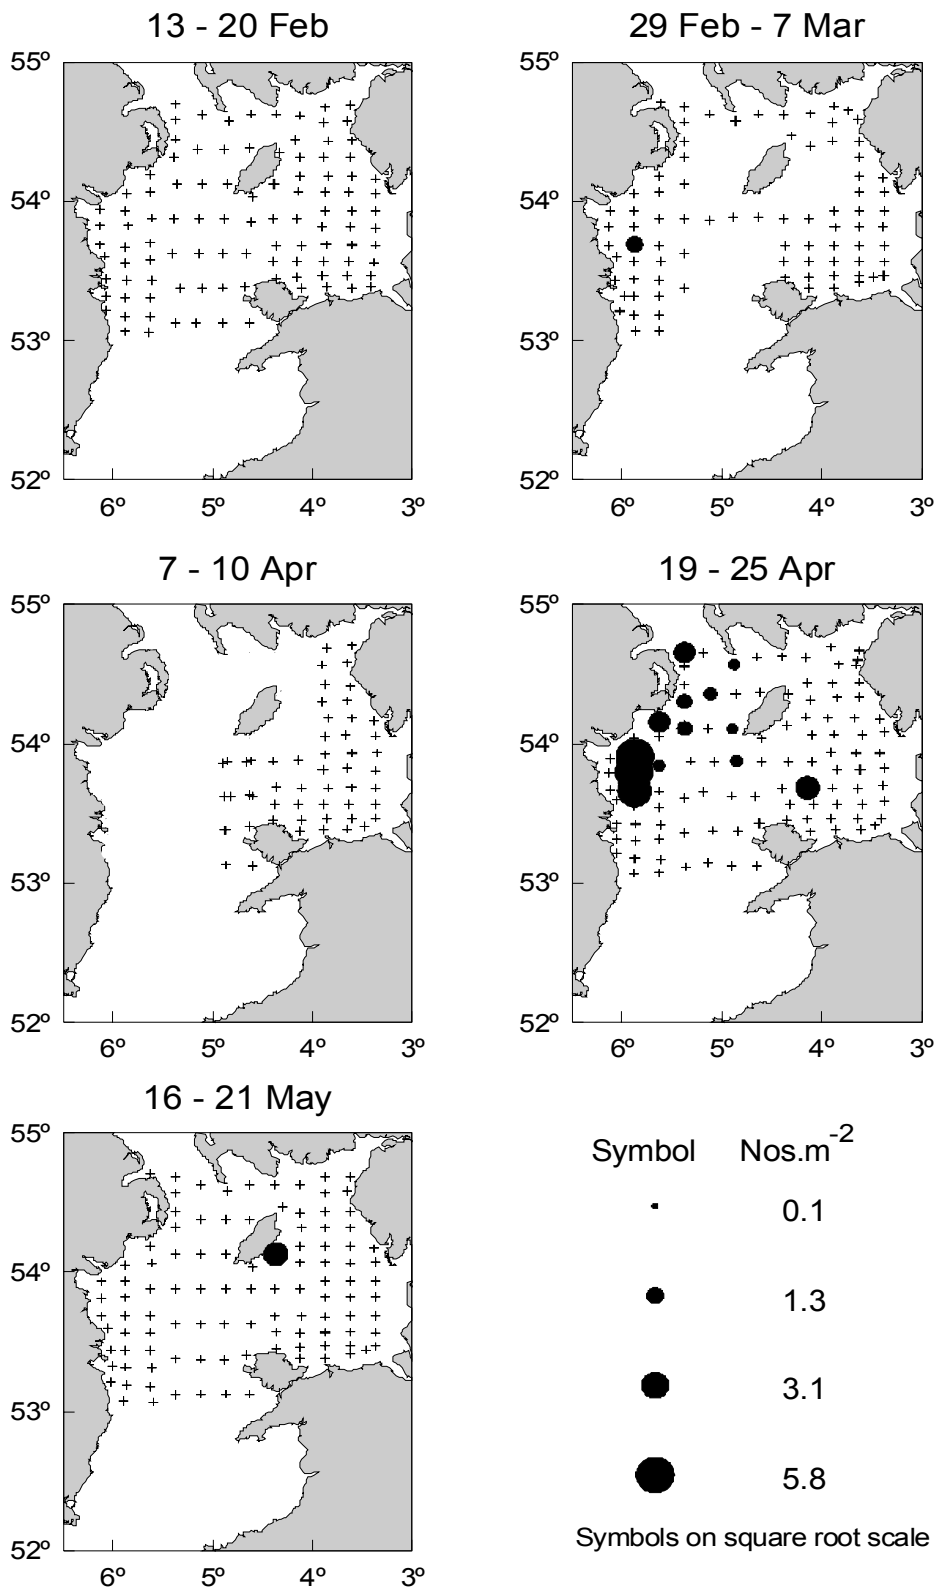 13 - 20 Feb
29 Feb - 7 Mar
55º
54º
53º
52º
6º 5º 4º 3º
55º
54º
53º
52º
6º 5º 4º 3º
7 - 10 Apr
19 - 25 Apr
55º
54º
53º
52º
6º 5º 4º 3º
55º
54º
53º
52º
6º 5º 4º 3º
16 - 21 May
55º
54º
53º
52º
6º 5º 4º 3º
Symbol Nos.m⁻²
0.1
1.3
3.1
5.8
Symbols on square root scale